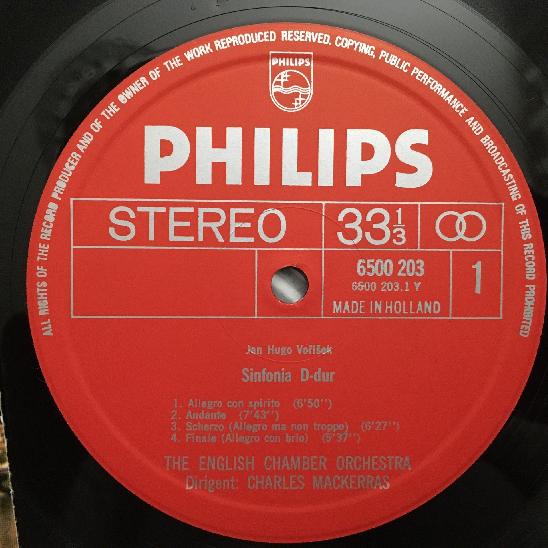 ALL RIGHTS OF THE RECORD PRODUCER AND OF THE OWNER OF THE WORK REPRODUCED RESERVED. COPYING, PUBLIC PERFORMANCE AND BROADCASTING OF THIS RECORD PROHIBITED
PHILIPS
PHILIPS
STEREO 33 1/3
6500 203
6500 203.1 Y
1
MADE IN HOLLAND
Jan Hugo Voříšek
Sinfonia D-dur
1. Allegro con spirito (6'50'')
2. Andante (7'43'')
3. Scherzo (Allegro ma non troppo) (6'27'')
4. Finale (Allegro con brio) (5'37'')
THE ENGLISH CHAMBER ORCHESTRA
Dirigent: CHARLES MACKERRAS